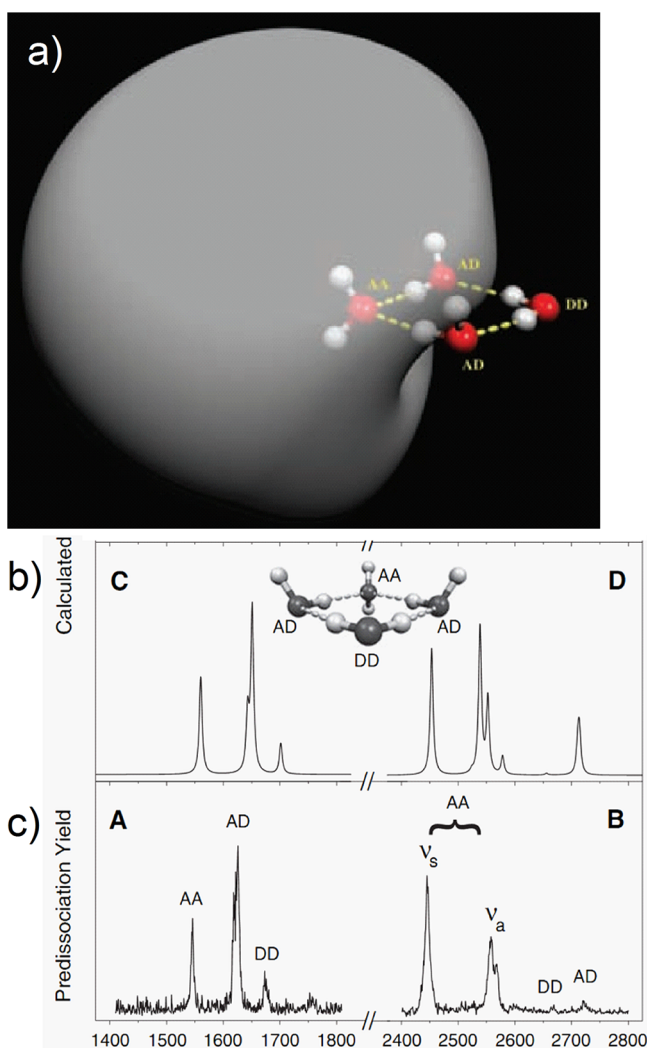 a)
AD
AA
DD
AD
b)
Calculated
C
AA
D
AD
AD
DD
c)
Predissociation Yield
A
AA
B
AD
νs
AA
νa
DD
DD
AD
1400 1500 1600 1700 1800 2400 2500 2600 2700 2800